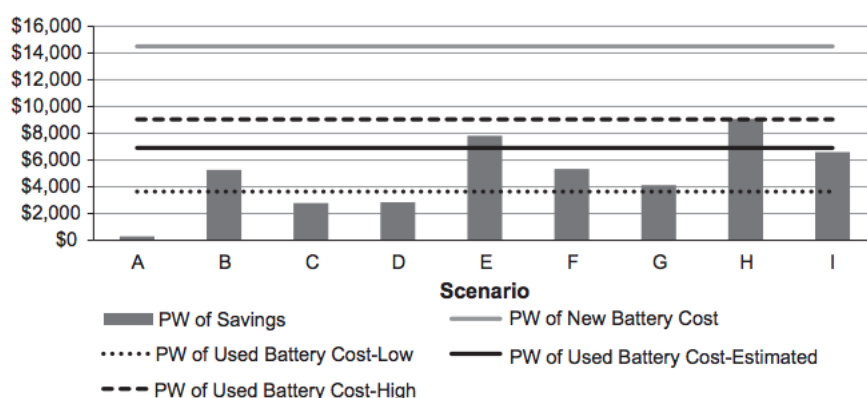 $16,000
$14,000
$12,000
$10,000
$8,000
$6,000
$4,000
$2,000
$0
A B C D E F G H I
Scenario
PW of Savings
PW of New Battery Cost
PW of Used Battery Cost-Low
PW of Used Battery Cost-Estimated
PW of Used Battery Cost-High